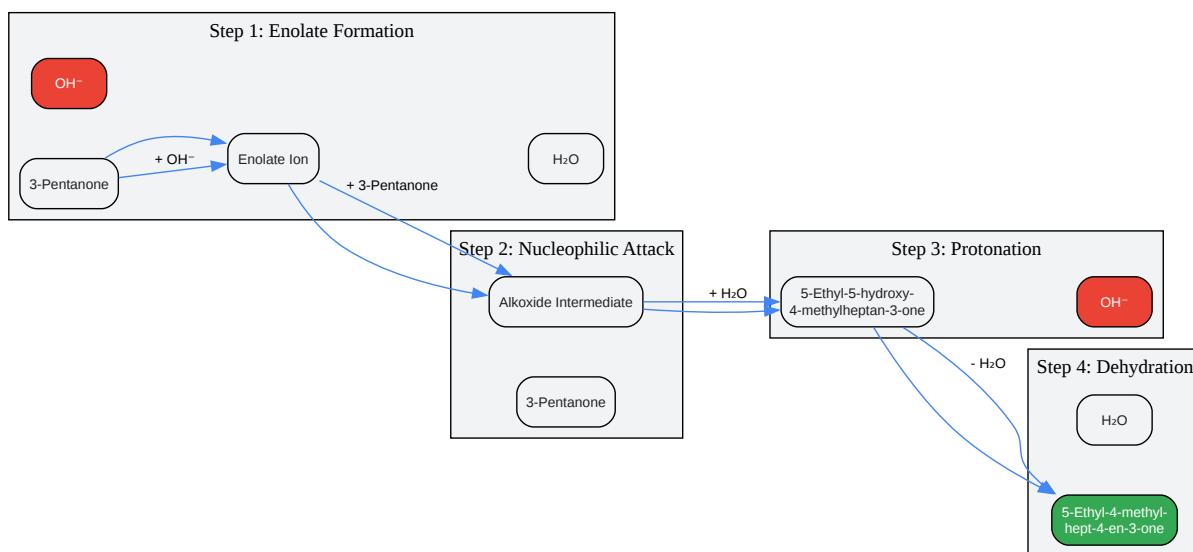 Step 1: Enolate Formation
OH⁻
3-Pentanone
+ OH⁻
Enolate Ion
H₂O
+ 3-Pentanone
Step 2: Nucleophilic Attack
Alkoxide Intermediate
3-Pentanone
+ H₂O
Step 3: Protonation
5-Ethyl-5-hydroxy-
4-methylheptan-3-one
OH⁻
- H₂O
Step 4: Dehydration
H₂O
5-Ethyl-4-methyl-
hept-4-en-3-one